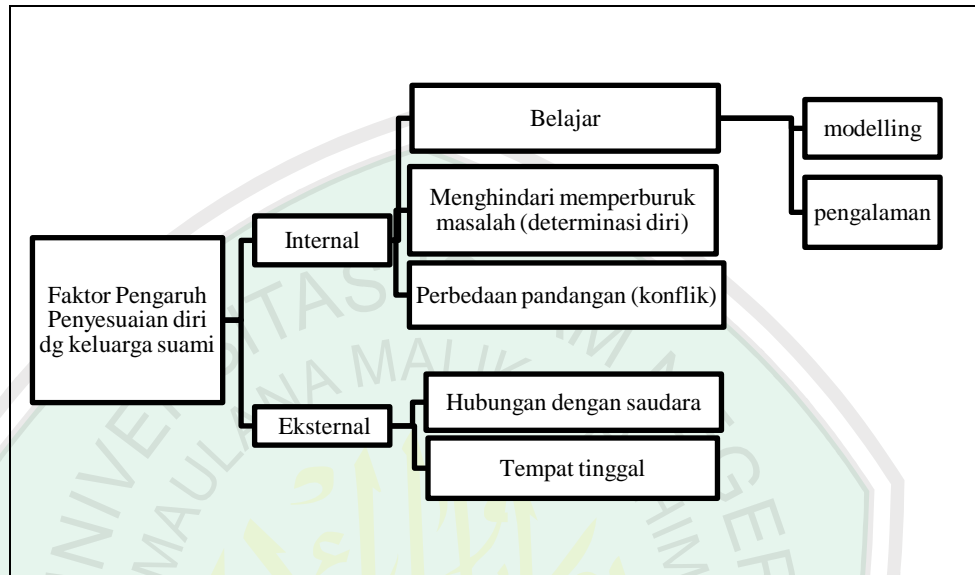 Belajar
modelling
Menghindari memperburuk
masalah (determinasi diri)
pengalaman
Internal
Perbedaan pandangan (konflik)
Faktor Pengaruh
Penyesuaian diri
dg keluarga suami
Hubungan dengan saudara
Eksternal
Tempat tinggal